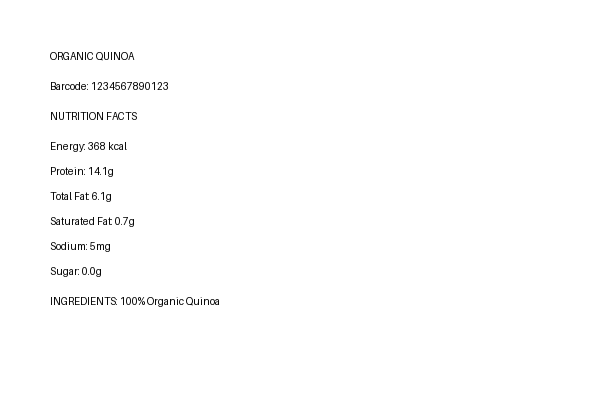 ORGANIC QUINOA
Barcode: 1234567890123
NUTRITION FACTS
Energy: 368 kcal
Protein: 14.1g
Total Fat: 6.1g
Saturated Fat: 0.7g
Sodium: 5mg
Sugar: 0.0g
INGREDIENTS: 100% Organic Quinoa